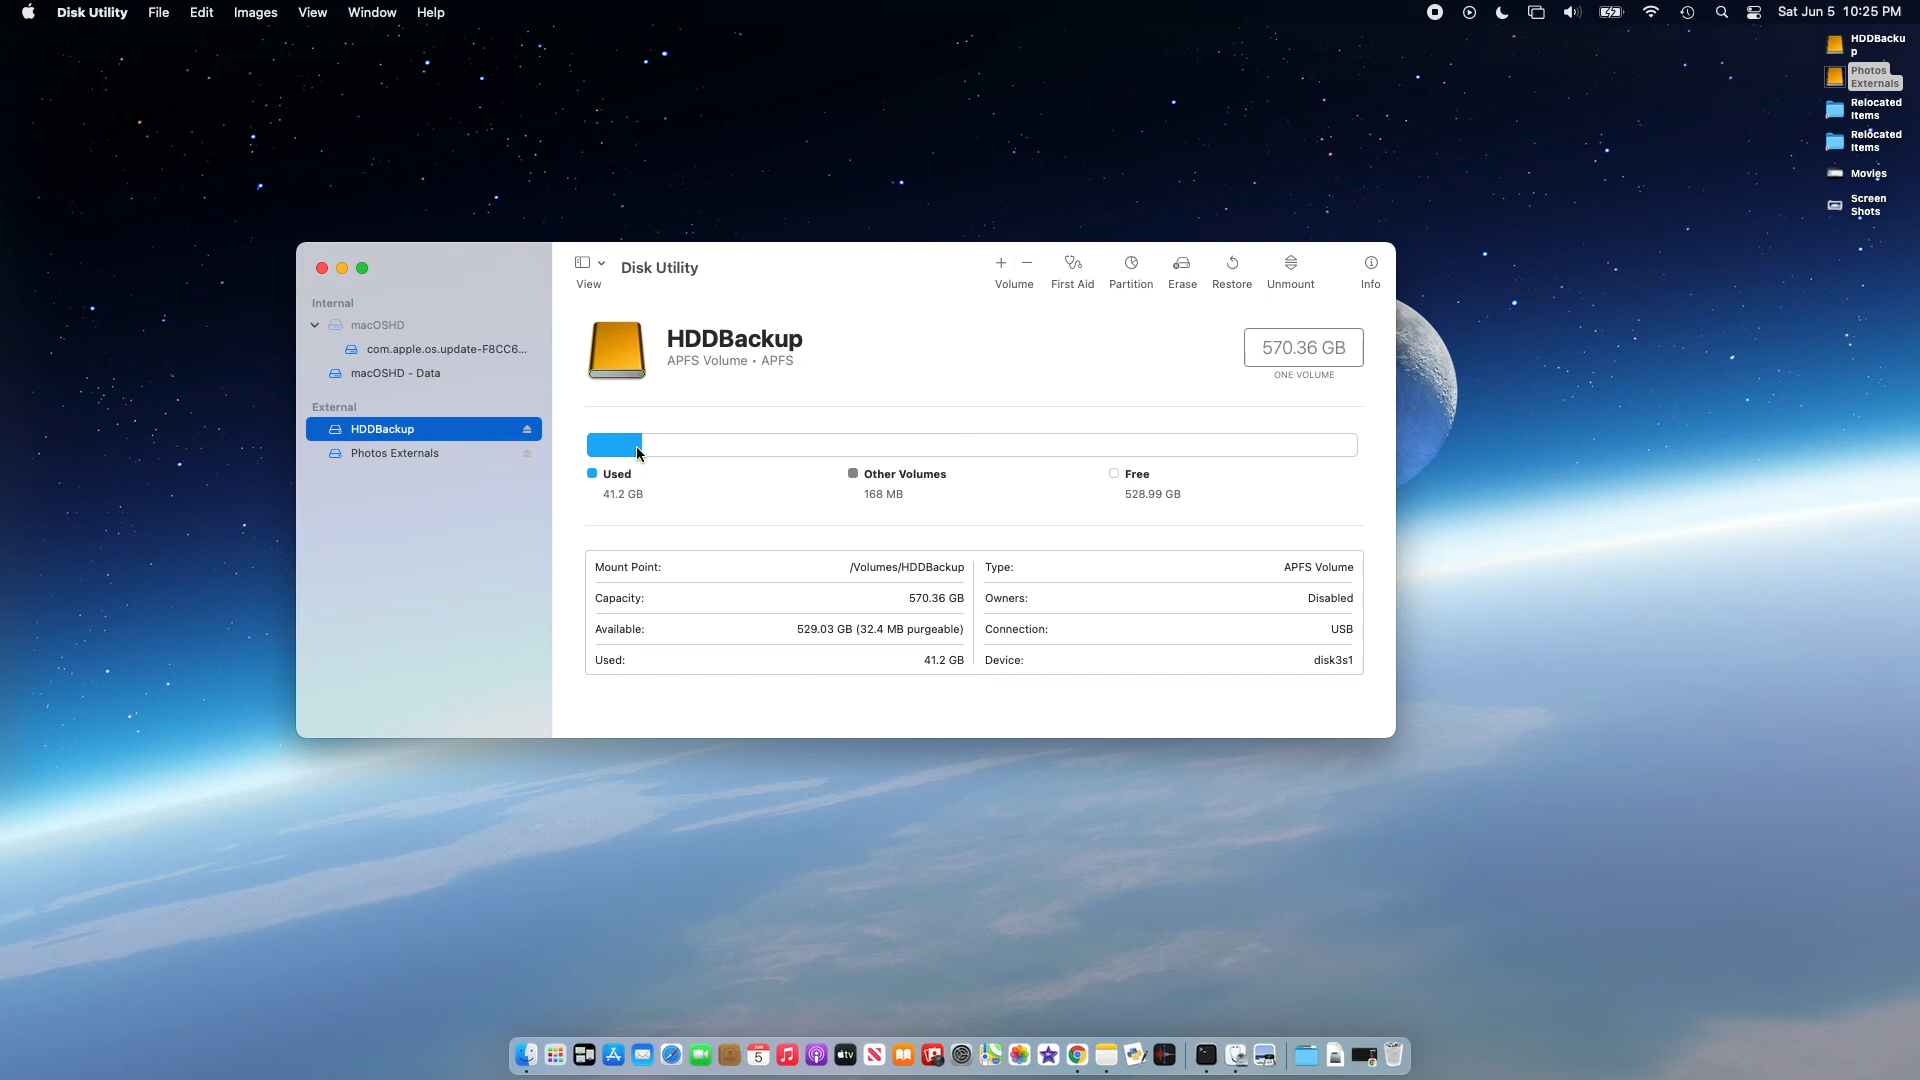 Disk Utility File Edit Images View Window Help
Sat Jun 5 10:25 PM
HDDBacku
p
Photos
Externals
Relocated
Items
Relocated
Items
Movies
Screen
Shots
Internal
macOSHD
com.apple.os.update-F8CC6...
macOSHD - Data
External
HDDBackup
Photos Externals
View
Disk Utility
Volume First Aid Partition Erase Restore Unmount Info
HDDBackup
APFS Volume • APFS
570.36 GB
ONE VOLUME
Used
41.2 GB
Other Volumes
168 MB
Free
528.99 GB
Mount Point: /Volumes/HDDBackup
Capacity: 570.36 GB
Available: 529.03 GB (32.4 MB purgeable)
Used: 41.2 GB
Type: APFS Volume
Owners: Disabled
Connection: USB
Device: disk3s1
JUN
5
tv